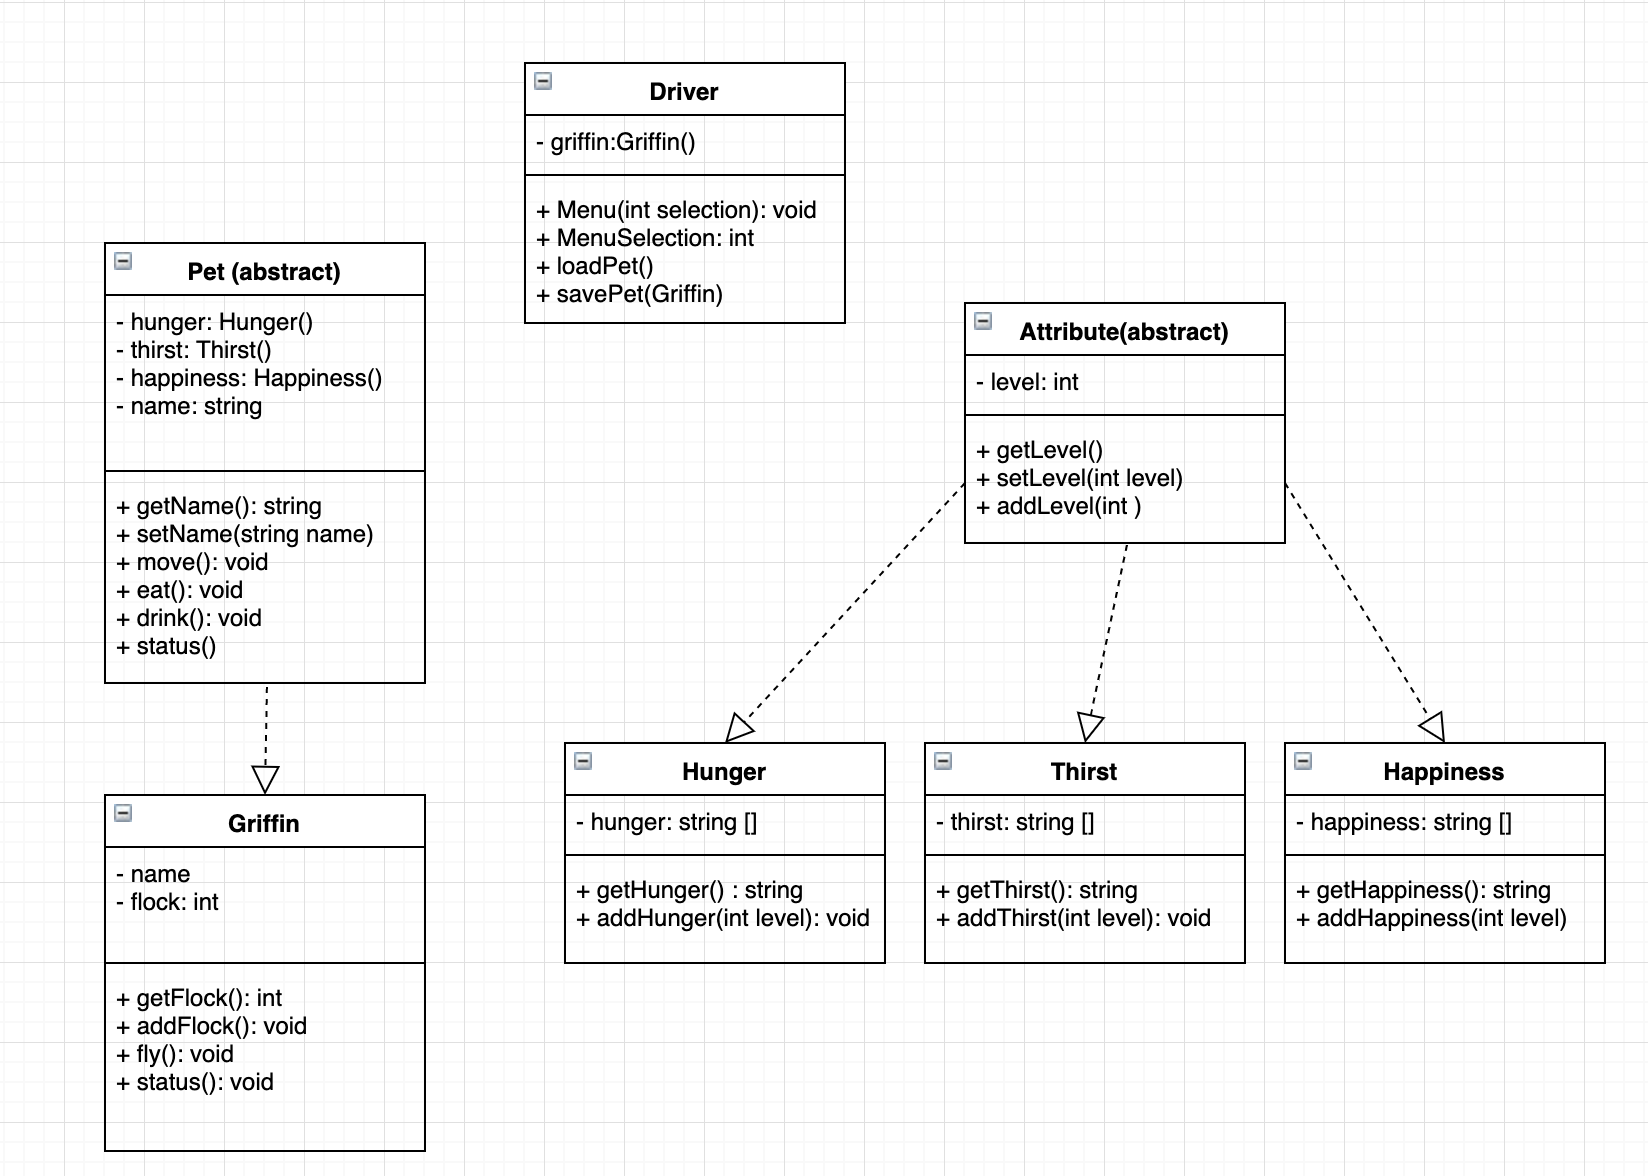 Driver
- griffin:Griffin()
+ Menu(int selection): void
+ MenuSelection: int
+ loadPet()
+ savePet(Griffin)
Pet (abstract)
- hunger: Hunger()
- thirst: Thirst()
- happiness: Happiness()
- name: string
+ getName(): string
+ setName(string name)
+ move(): void
+ eat(): void
+ drink(): void
+ status()
Attribute(abstract)
- level: int
+ getLevel()
+ setLevel(int level)
+ addLevel(int )
Griffin
- name
- flock: int
+ getFlock(): int
+ addFlock(): void
+ fly(): void
+ status(): void
Hunger
- hunger: string []
+ getHunger() : string
+ addHunger(int level): void
Thirst
- thirst: string []
+ getThirst(): string
+ addThirst(int level): void
Happiness
- happiness: string []
+ getHappiness(): string
+ addHappiness(int level)